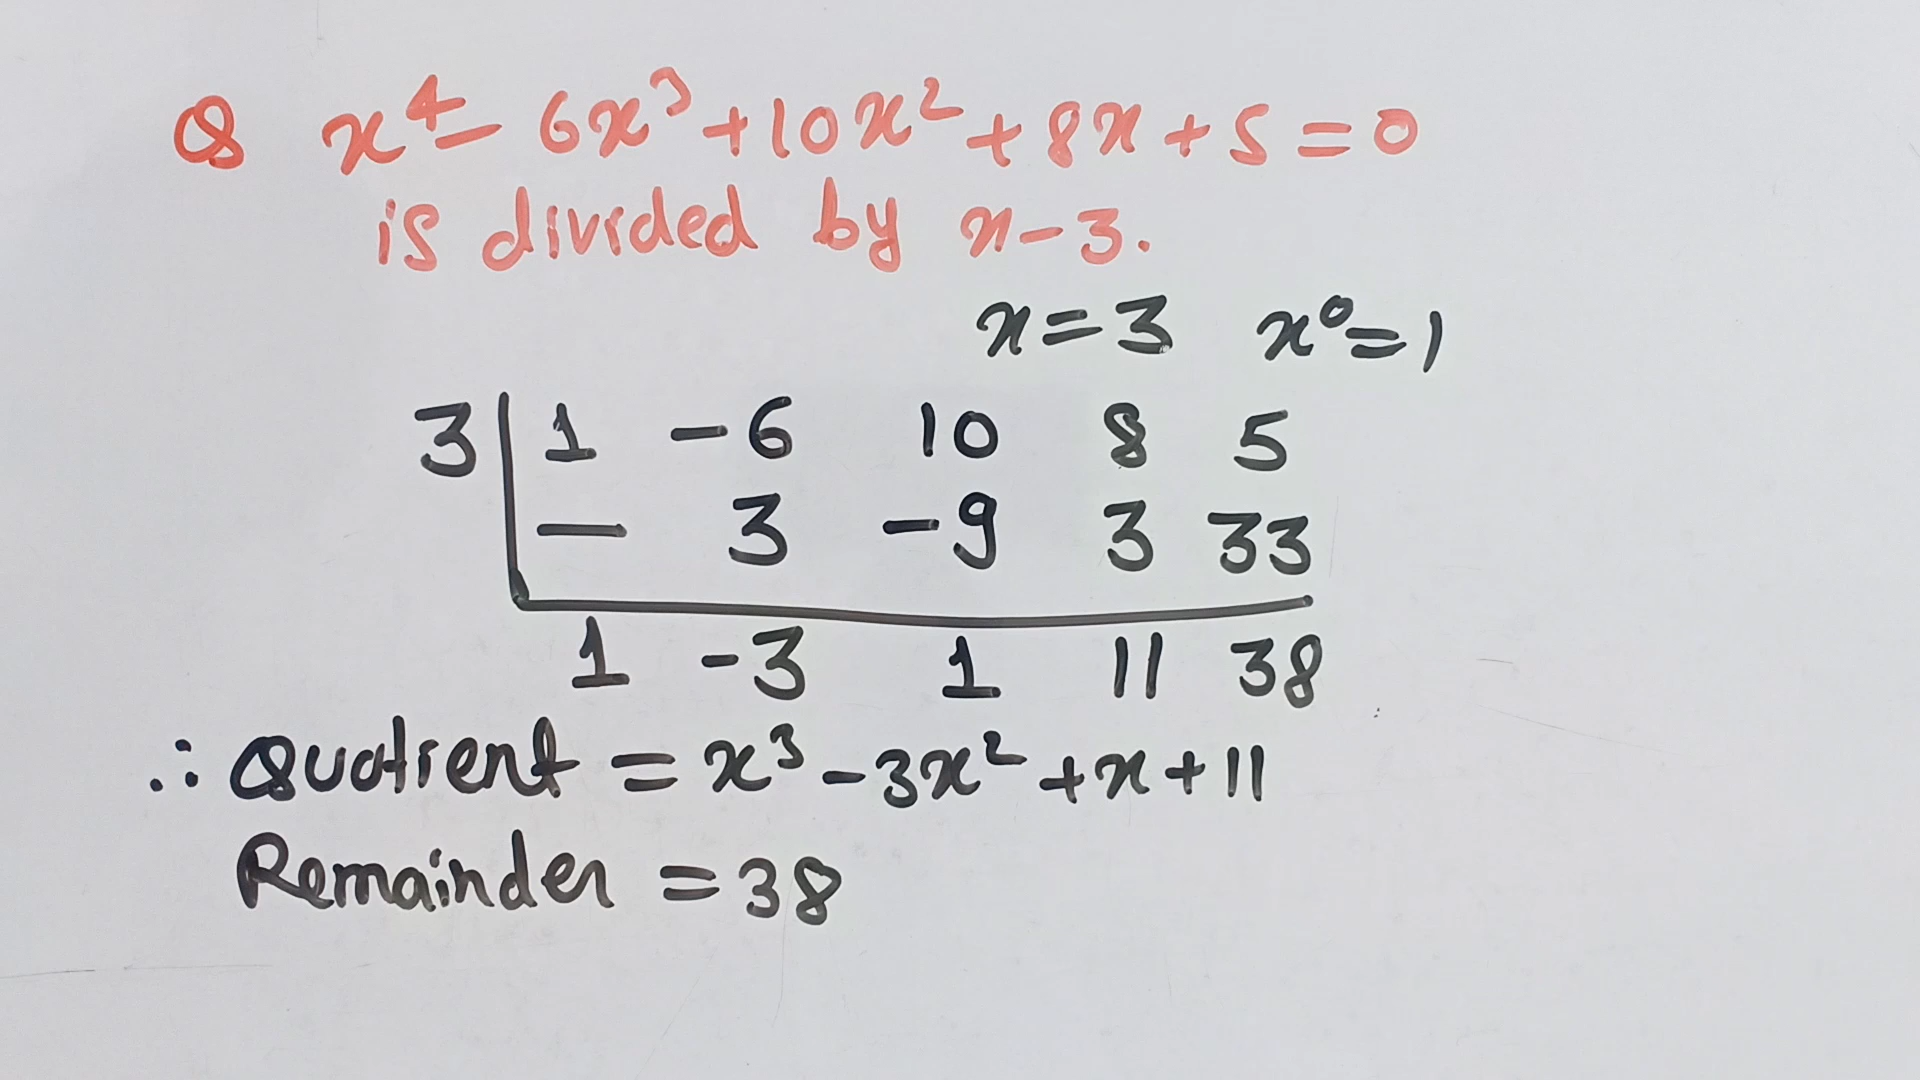 Q x⁴ - 6x³ + 10x² + 8x + 5 = 0
is divided by x - 3.
x = 3 x⁰ = 1
3 | 1 -6 10 8 5
— 3 -9 3 33
1 -3 1 11 38
∴ Quotient = x³ - 3x² + x + 11
Remainder = 38